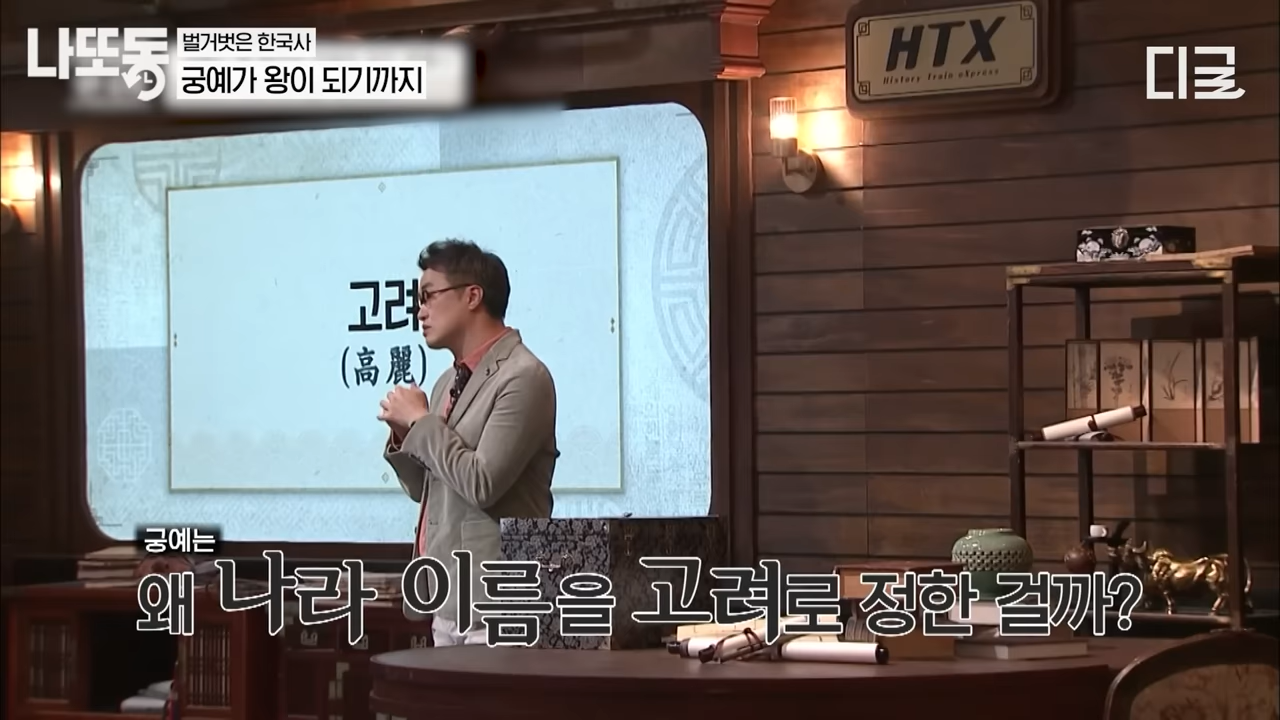 나또동
벌거벗은 한국사
궁예가 왕이 되기까지
HTX
History Train eXpress
디글
고려
(高麗)
궁예는
왜 나라 이름을 고려로 정한 걸까?